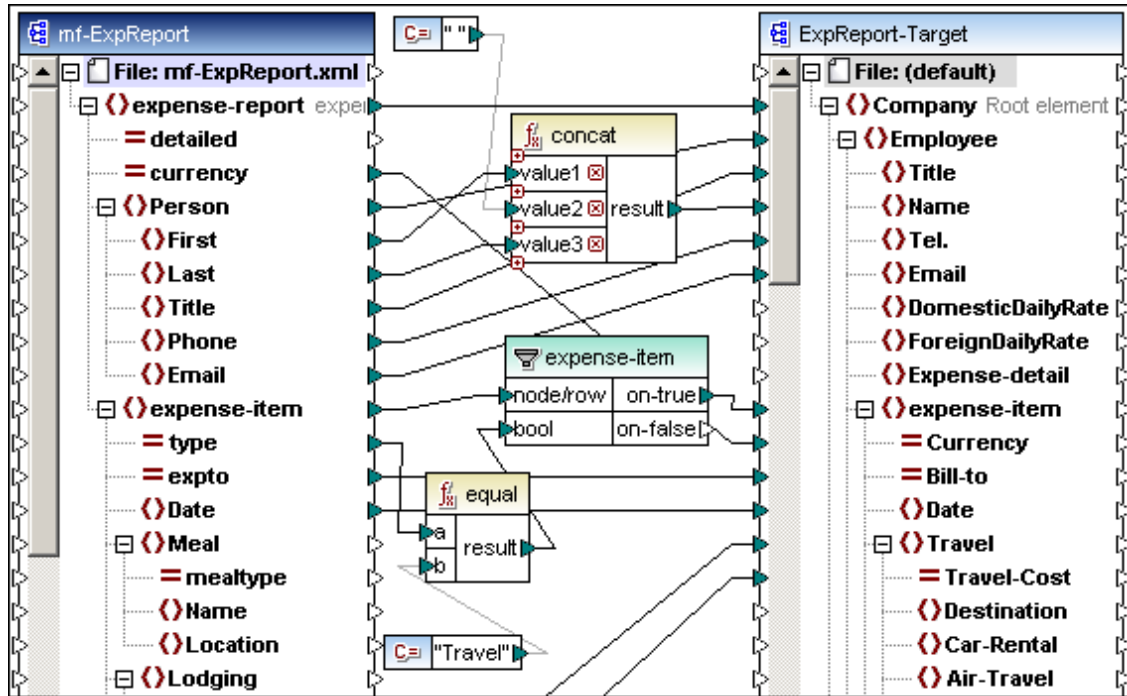 mf-ExpReport
File: mf-ExpReport.xml
expense-report expe
detailed
currency
Person
First
Last
Title
Phone
Email
expense-item
type
expto
Date
Meal
mealtype
Name
Location
Lodging
C= " "
fx concat
value1
value2 result
value3
expense-item
node/row on-true
bool on-false
fx equal
a
result
b
C= "Travel"
ExpReport-Target
File: (default)
Company Root element
Employee
Title
Name
Tel.
Email
DomesticDailyRate
ForeignDailyRate
Expense-detail
expense-item
Currency
Bill-to
Date
Travel
Travel-Cost
Destination
Car-Rental
Air-Travel